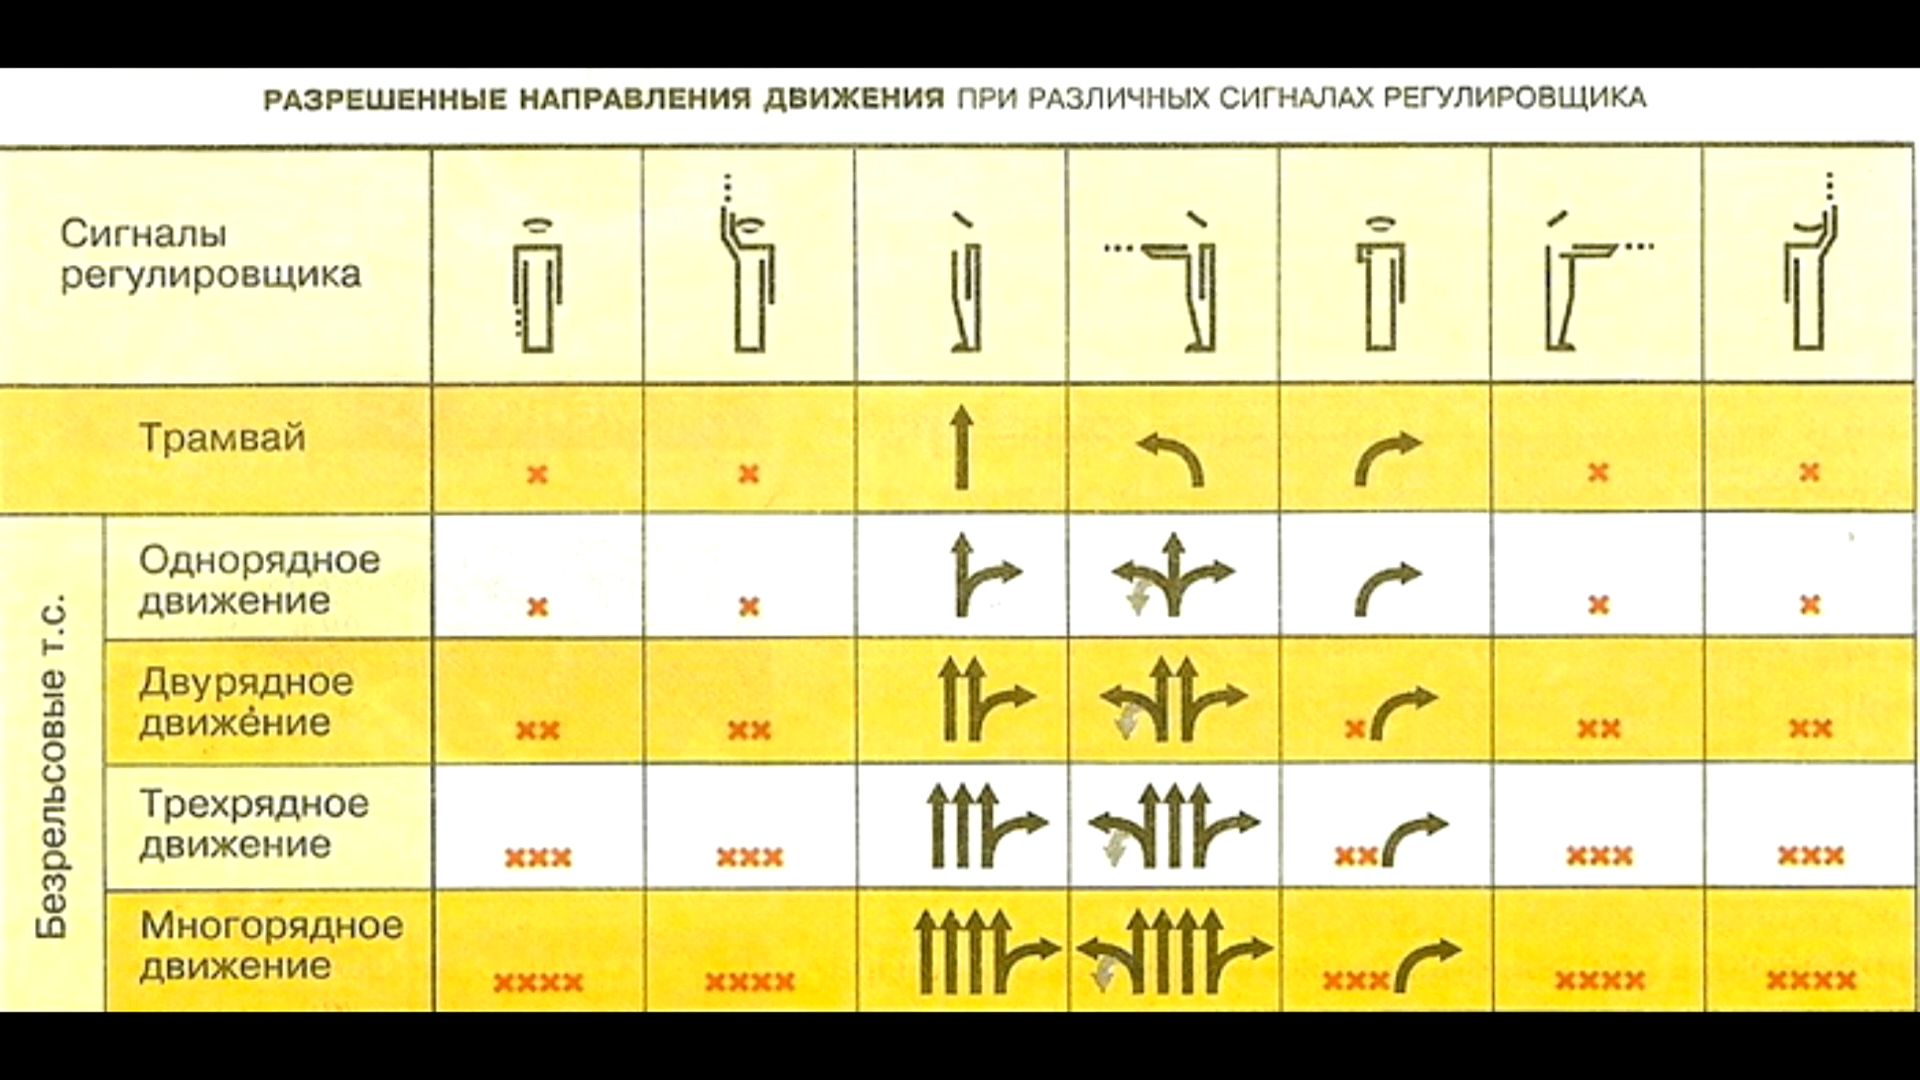 РАЗРЕШЕННЫЕ НАПРАВЛЕНИЯ ДВИЖЕНИЯ ПРИ РАЗЛИЧНЫХ СИГНАЛАХ РЕГУЛИРОВЩИКА
Сигналы
регулировщика
Трамвай
Безрельсовые т.с.
Однорядное
движение
Двурядное
движение
Трехрядное
движение
Многорядное
движение